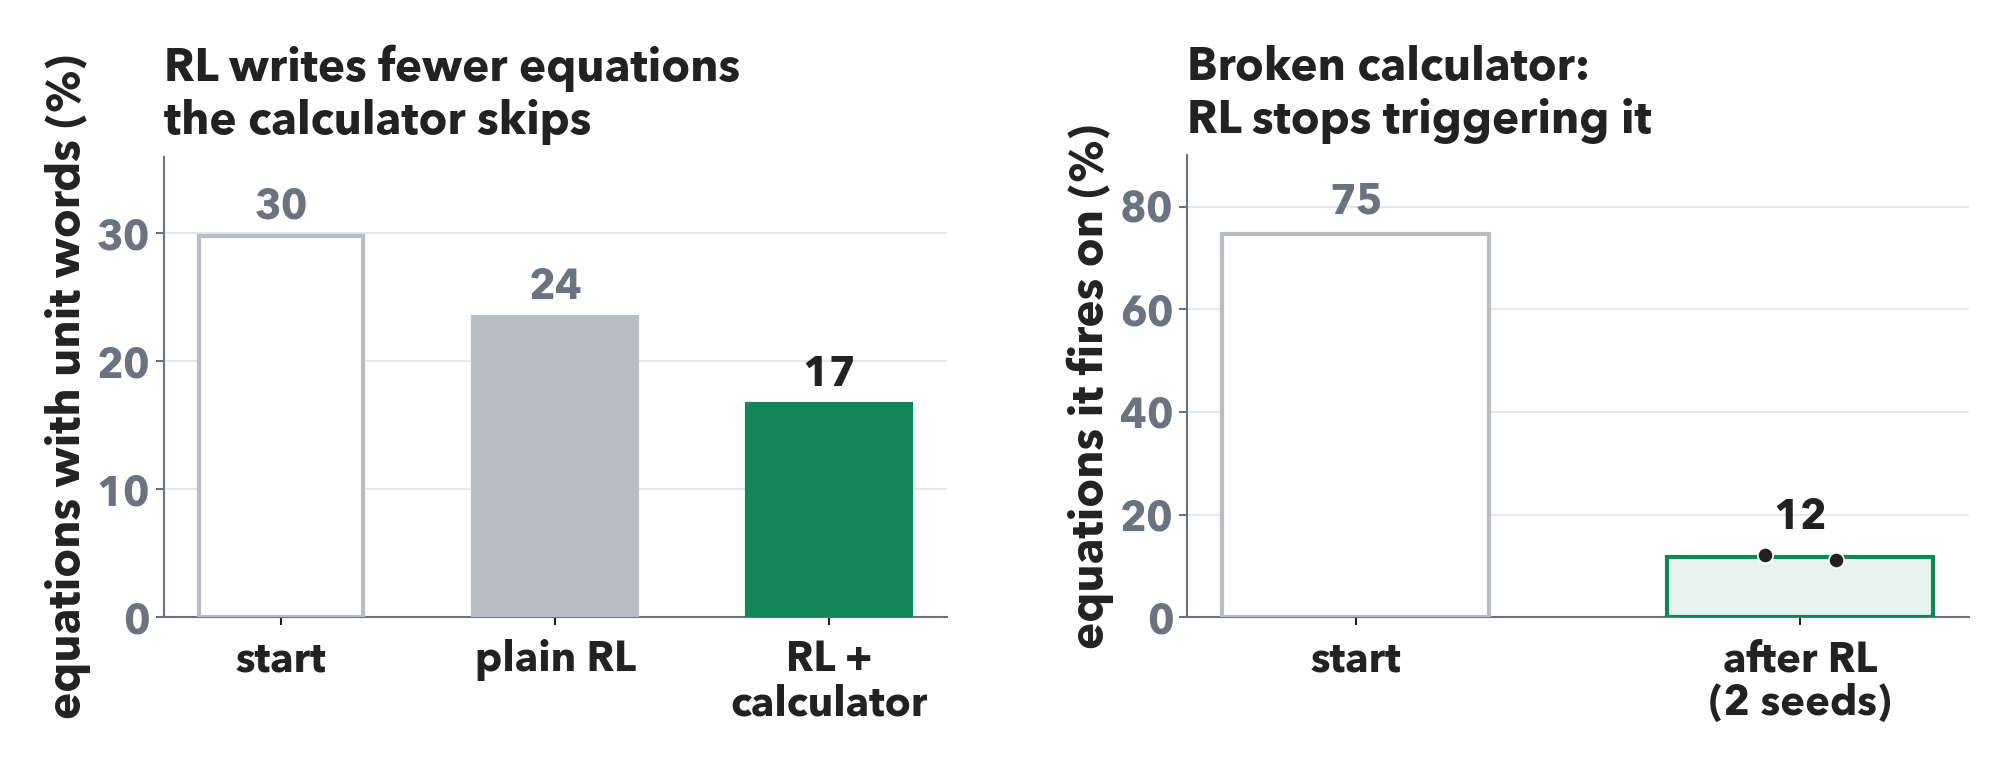 RL writes fewer equations
the calculator skips
equations with unit words (%)
30
20
10
0
30
24
17
start
plain RL
RL +
calculator
Broken calculator:
RL stops triggering it
equations it fires on (%)
80
60
40
20
0
75
12
start
after RL
(2 seeds)